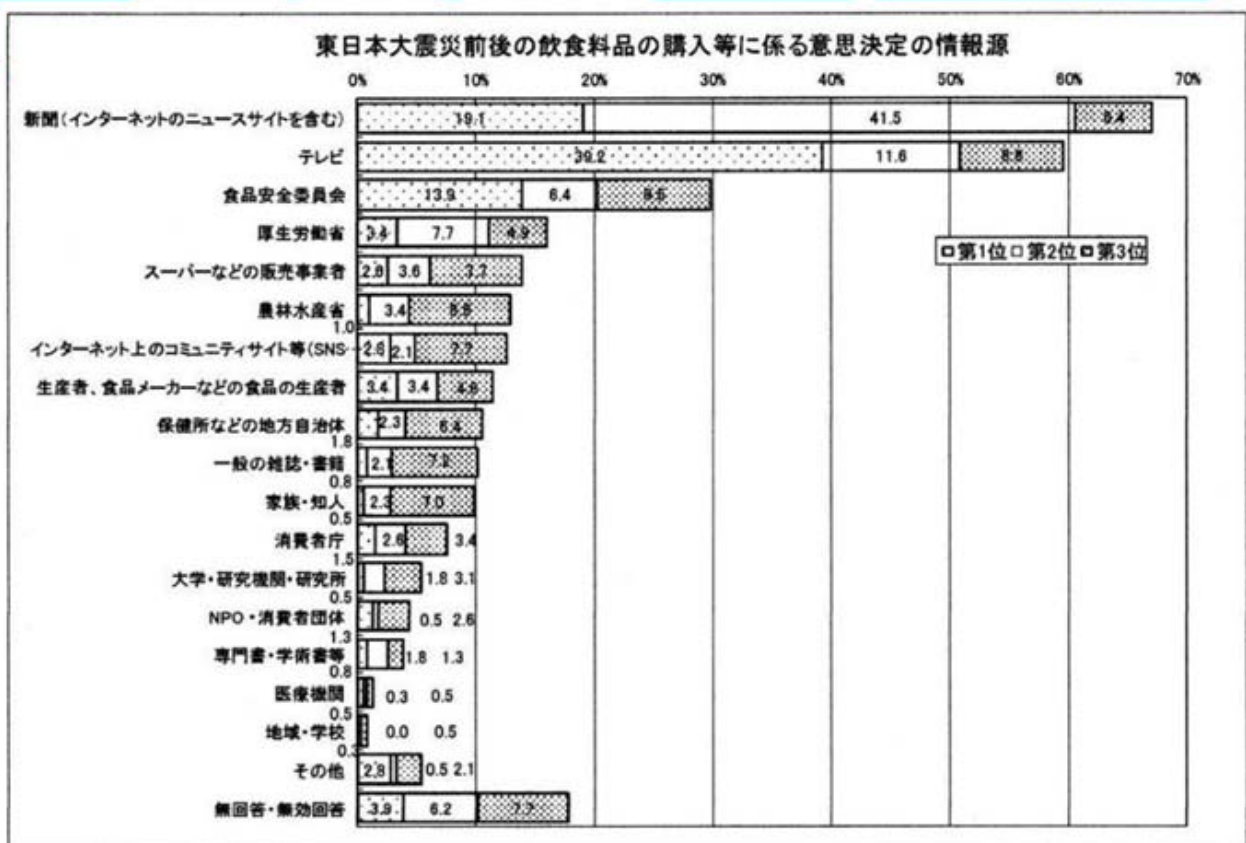 東日本大震災前後の飲食料品の購入等に係る意思決定の情報源
0% 10% 20% 30% 40% 50% 60% 70%
新聞(インターネットのニュースサイトを含む) 19.1 41.5 6.4
テレビ 39.2 11.6 8.8
食品安全委員会 13.9 6.4 9.5
厚生労働省 3.4 7.7 4.9
第1位 第2位 第3位
スーパーなどの販売事業者 3.6 7.7
農林水産省 1.0 3.4 8.5
インターネット上のコミュニティサイト等(SNS 2.1 7.7
生産者、食品メーカーなどの食品の生産者 3.4 3.4
保健所などの地方自治体 1.8 2.3 6.4
一般の雑誌・書籍 0.8 2.1 7.2
家族・知人 0.5 2.3 7.0
消費者庁 1.5 2.6 3.4
大学・研究機関・研究所 0.5 1.8 3.1
NPO・消費者団体 1.3 0.5 2.6
専門書・学術書等 0.8 1.8 1.3
医療機関 0.5 0.3 0.5
地域・学校 0.3 0.0 0.5
その他 2.8 0.5 2.1
無回答・無効回答 3.9 6.2 7.7